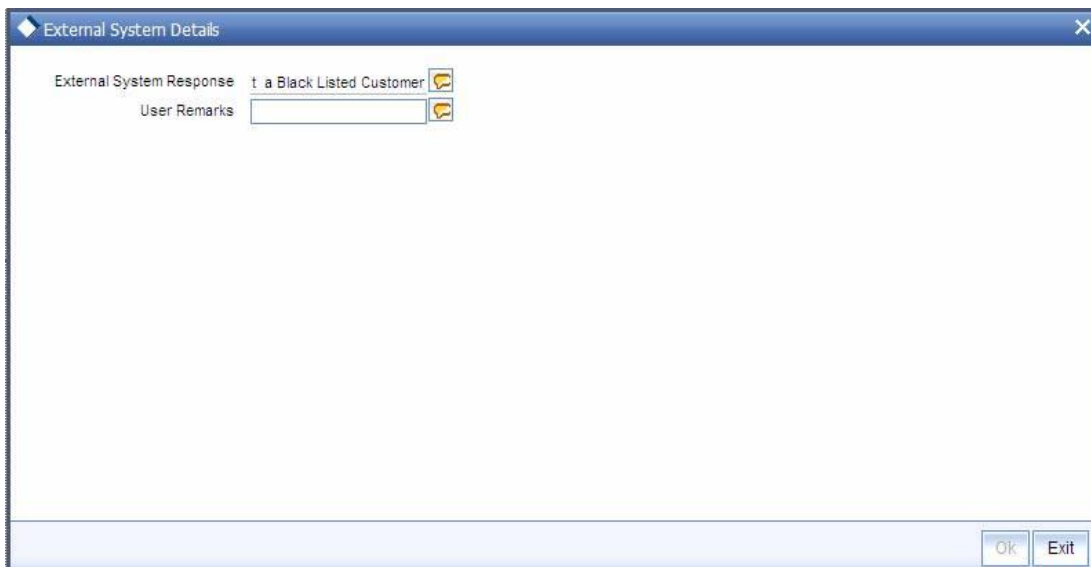 External System Details
External System Response t a Black Listed Customer
User Remarks
Ok Exit